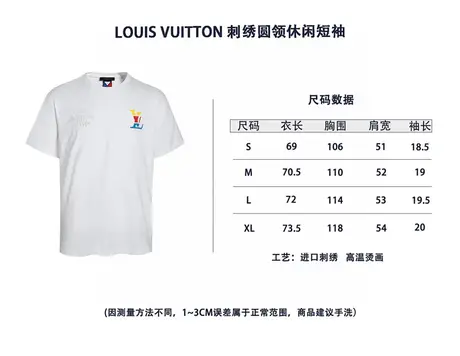 LOUIS VUITTON 刺绣圆领休闲短袖
尺码数据
尺码 衣长 胸围 肩宽 袖长
S 69 106 51 18.5
M 70.5 110 52 19
L 72 114 53 19.5
XL 73.5 118 54 20
工艺：进口刺绣 高温烫画
(因测量方法不同，1~3CM误差属于正常范围，商品建议手洗)